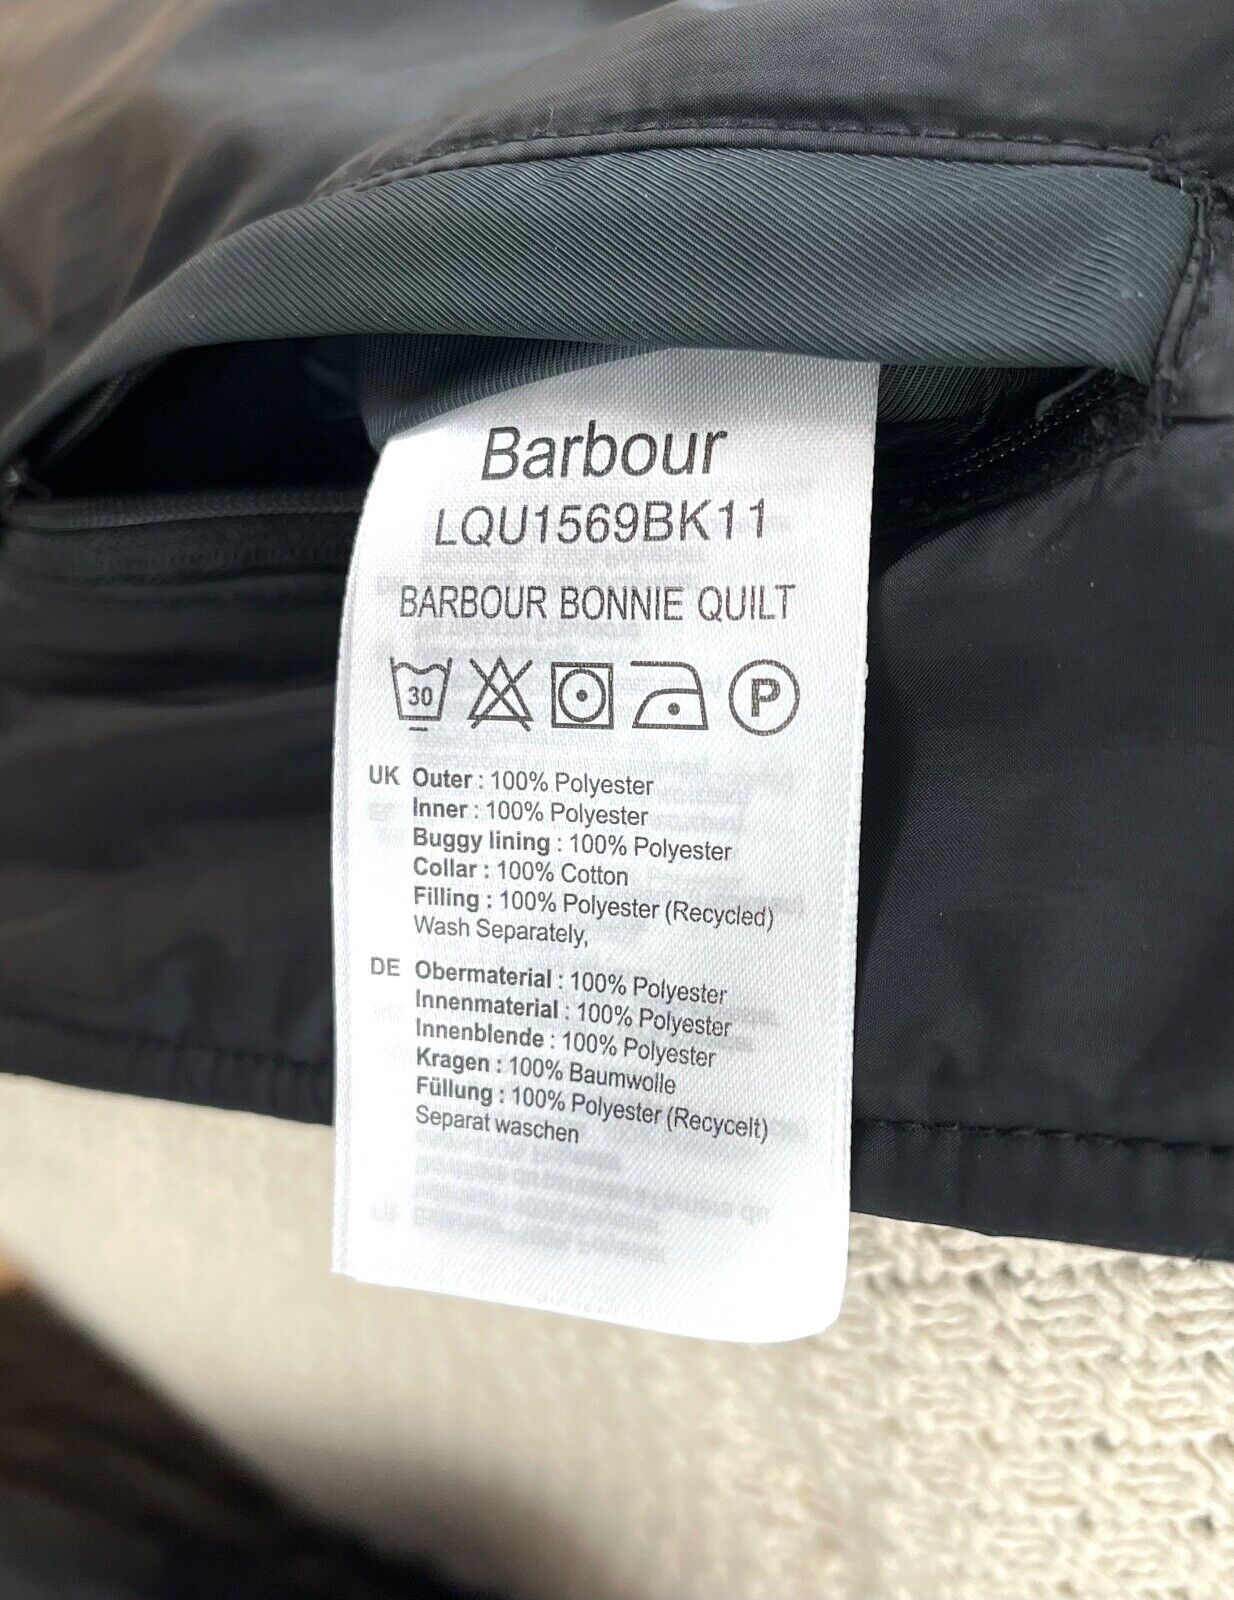 Barbour
LQU1569BK11
BARBOUR BONNIE QUILT
30 P
UK Outer : 100% Polyester
Inner : 100% Polyester
Buggy lining : 100% Polyester
Collar : 100% Cotton
Filling : 100% Polyester (Recycled)
Wash Separately,
DE Obermaterial : 100% Polyester
Innenmaterial : 100% Polyester
Innenblende : 100% Polyester
Kragen : 100% Baumwolle
Füllung : 100% Polyester (Recycelt)
Separat waschen